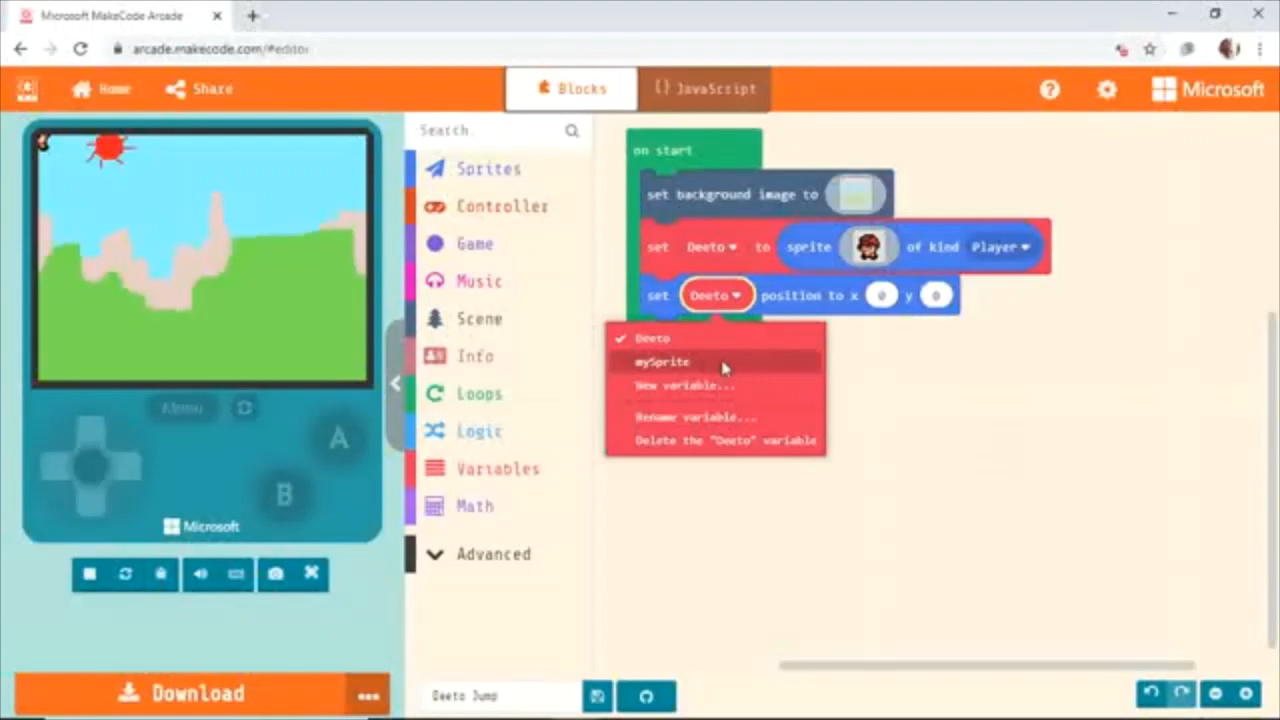 Microsoft MakeCode Arcade
arcade.makecode.com/#editor
Home
Share
Blocks
{} JavaScript
Microsoft
Search
Sprites
Controller
Game
Music
Scene
Info
Loops
Logic
Variables
Math
Advanced
on start
set background image to
set Deeto to sprite of kind Player
set Deeto position to x 0 y 0
Deeto
mySprite
New variable...
Rename variable...
Delete the "Deeto" variable
Menu
A
B
Microsoft
Download
Deeto Jump